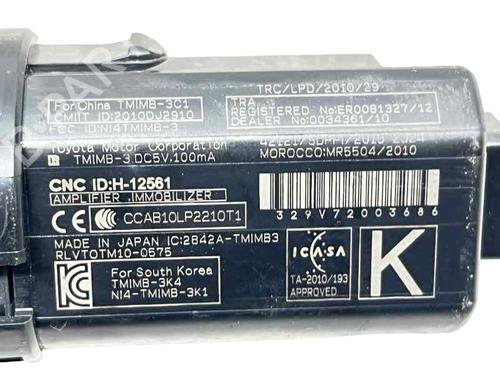 TRC/LPD/2010/29
For China TMIMB-3C1
CMIIT ID:2010DJ2910
FCC ID:NI4TMIMB-3
TRA
REGISTERED No:ER0081327/12
DEALER No:0034361/10
Toyota Motor Corporation
TMIMB-3 DC5V,100mA
MOROCCO:MR5504/2010
CNC ID:H-12561
AMPLIFIER ,IMMOBILIZER
CCAB10LP2210T1
329V72003686
MADE IN JAPAN IC:2842A-TMIMB3
RLVTOTM10-0575
ICASA
TA-2010/193
APPROVED
K
For South Korea
TMIMB-3K4
NI4-TMIMB-3K1